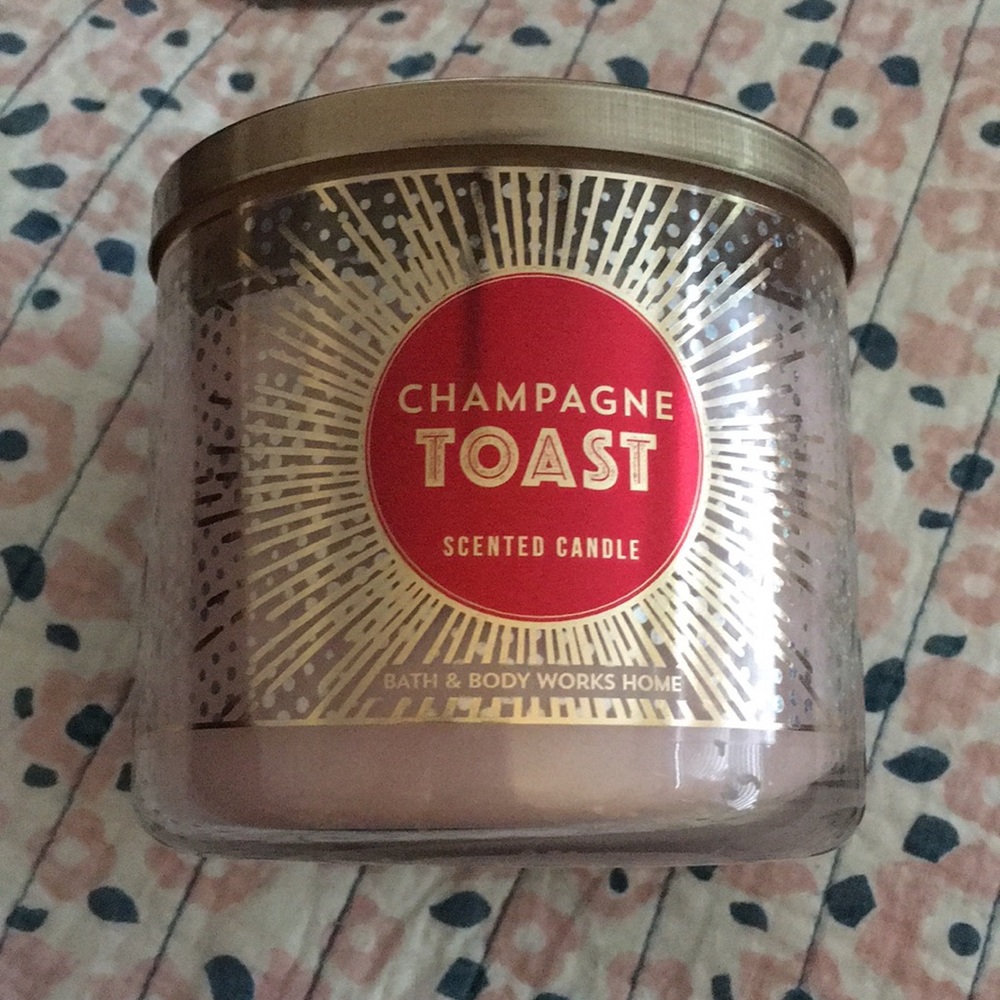 CHAMPAGNE
TOAST
SCENTED CANDLE
BATH & BODY WORKS HOME